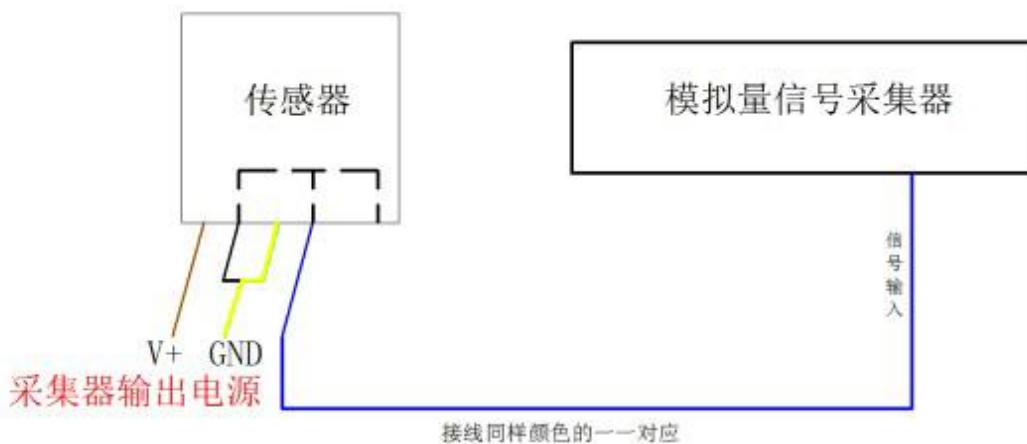 传感器
模拟量信号采集器
信号输入
V+ GND
采集器输出电源
接线同样颜色的一一对应